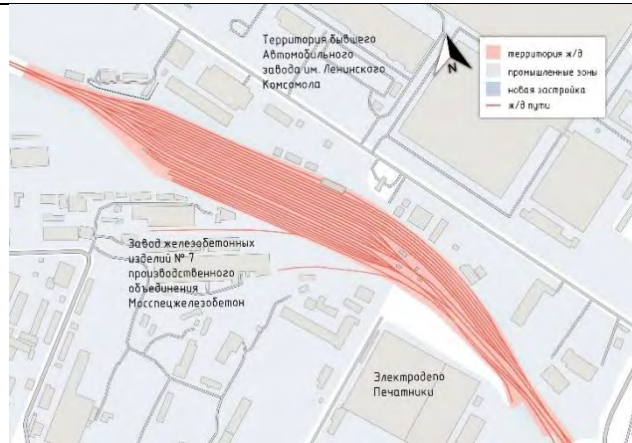 Территория бывшего
Автомобильного
завода им. Ленинского
Комсомола
N
территория ж/д
промышленные зоны
новая застройка
ж/д пути
Завод железобетонных
изделий № 7
производственного
объединения
Мосспецжелезобетон
Электродепо
Печатники